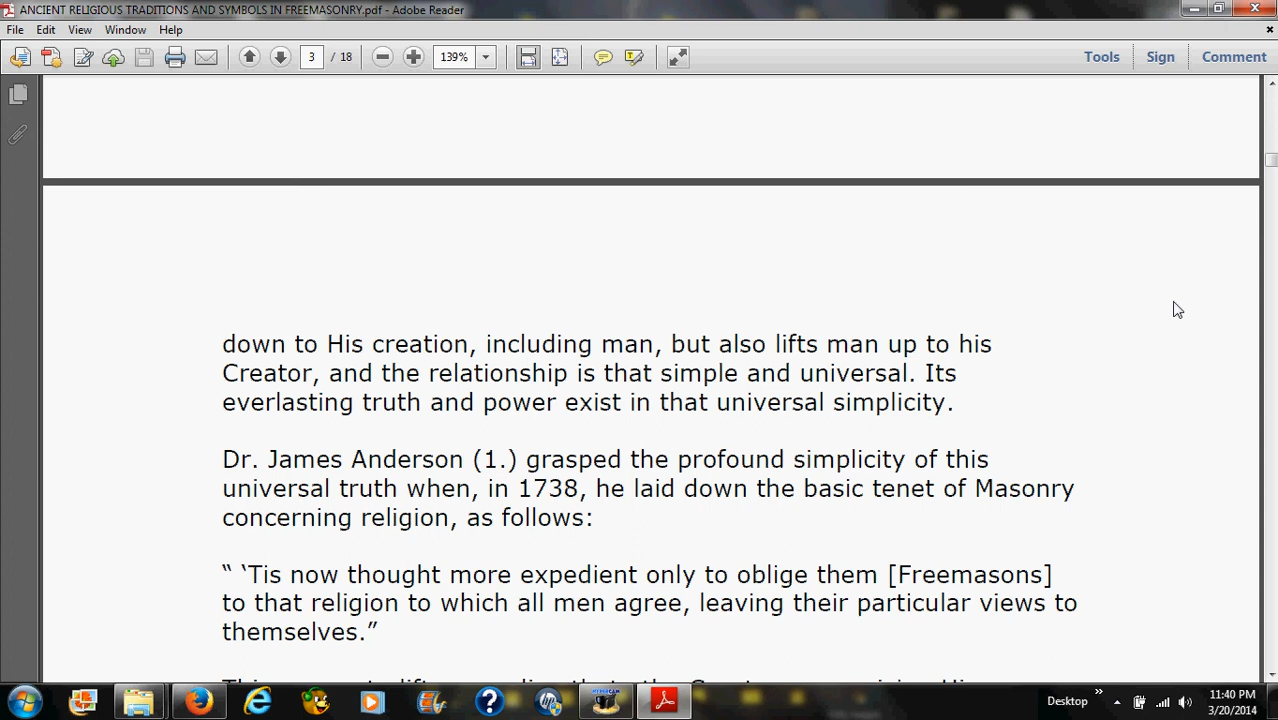 ANCIENT RELIGIOUS TRADITIONS AND SYMBOLS IN FREEMASONRY.pdf - Adobe Reader
File Edit View Window Help
3 / 18 139% Tools Sign Comment
down to His creation, including man, but also lifts man up to his
Creator, and the relationship is that simple and universal. Its
everlasting truth and power exist in that universal simplicity.
Dr. James Anderson (1.) grasped the profound simplicity of this
universal truth when, in 1738, he laid down the basic tenet of Masonry
concerning religion, as follows:
“ ‘Tis now thought more expedient only to oblige them [Freemasons]
to that religion to which all men agree, leaving their particular views to
themselves.”
Desktop
11:40 PM
3/20/2014